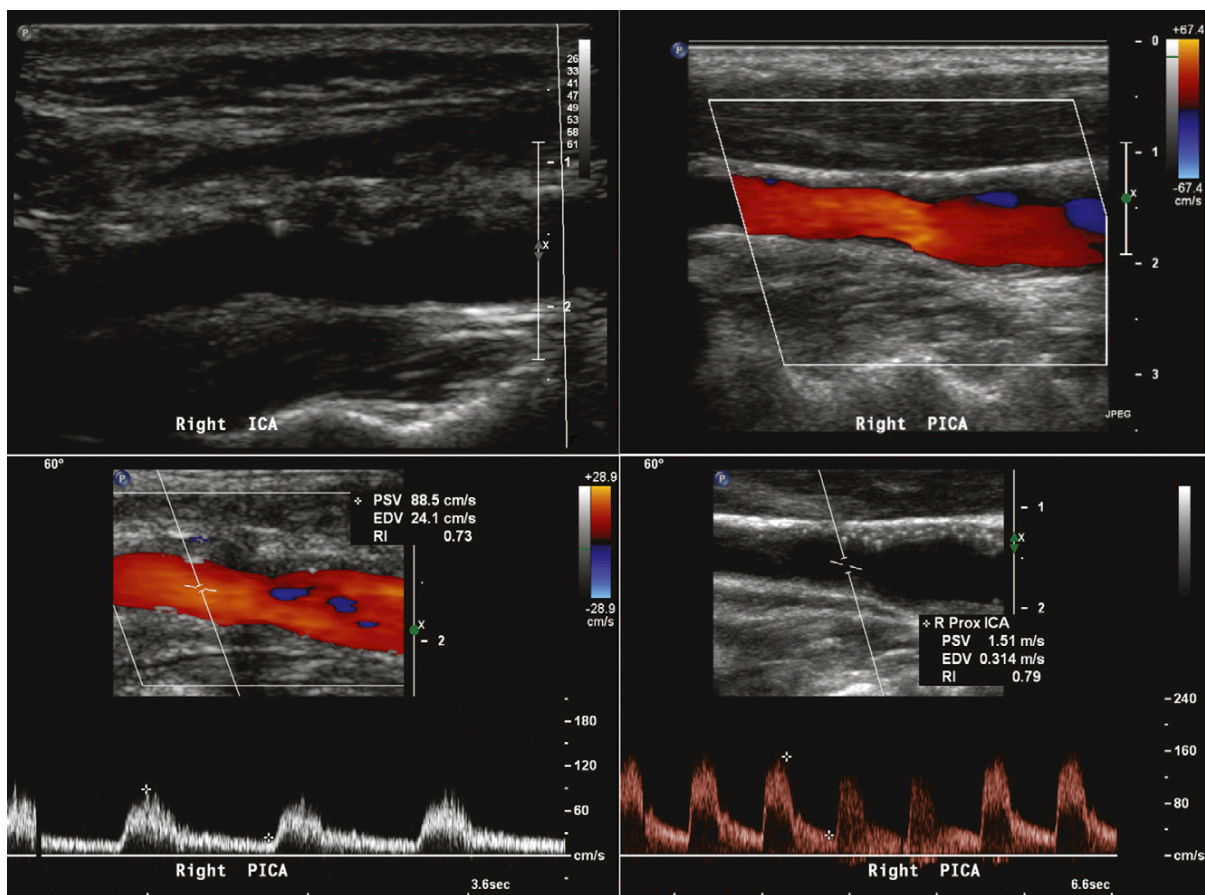 P
26
33
41
47
49
53
58
61
1
X
2
Right ICA
P
+67.4
-67.4
cm/s
0
1
X
2
3
JPEG
Right PICA
60°
P
PSV 88.5 cm/s
EDV 24.1 cm/s
RI 0.73
+28.9
-28.9
cm/s
X
2
180
120
60
cm/s
Right PICA
3.6sec
60°
P
1
X
2
R Prox ICA
PSV 1.51 m/s
EDV 0.314 m/s
RI 0.79
240
160
80
cm/s
Right PICA
6.6sec